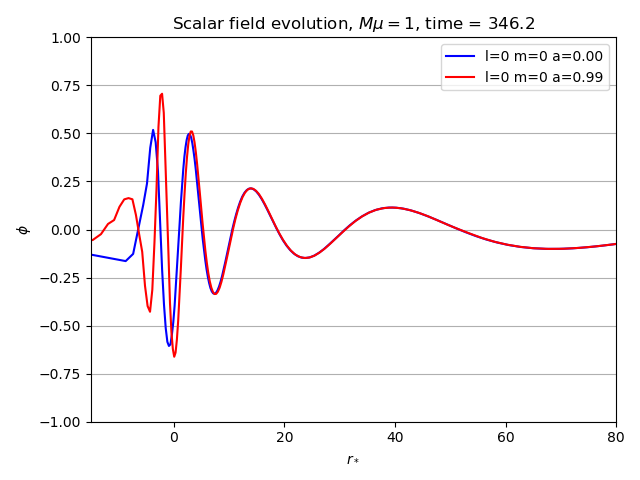 Scalar field evolution, Mμ = 1, time = 346.2
1.00
0.75
0.50
0.25
0.00
−0.25
−0.50
−0.75
−1.00
ϕ
l=0 m=0 a=0.00
l=0 m=0 a=0.99
0 20 40 60 80
r*